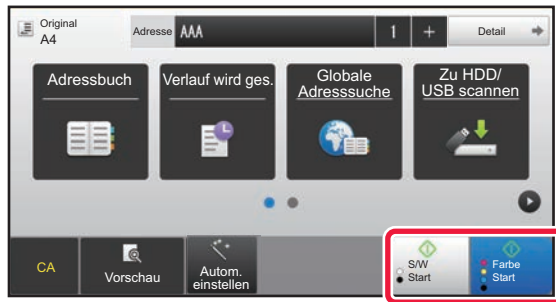 Original
A4
Adresse
AAA
1
+
Detail
Adressbuch
Verlauf wird ges.
Globale
Adresssuche
Zu HDD/
USB scannen
CA
Vorschau
Autom.
einstellen
S/W
Start
Farbe
Start